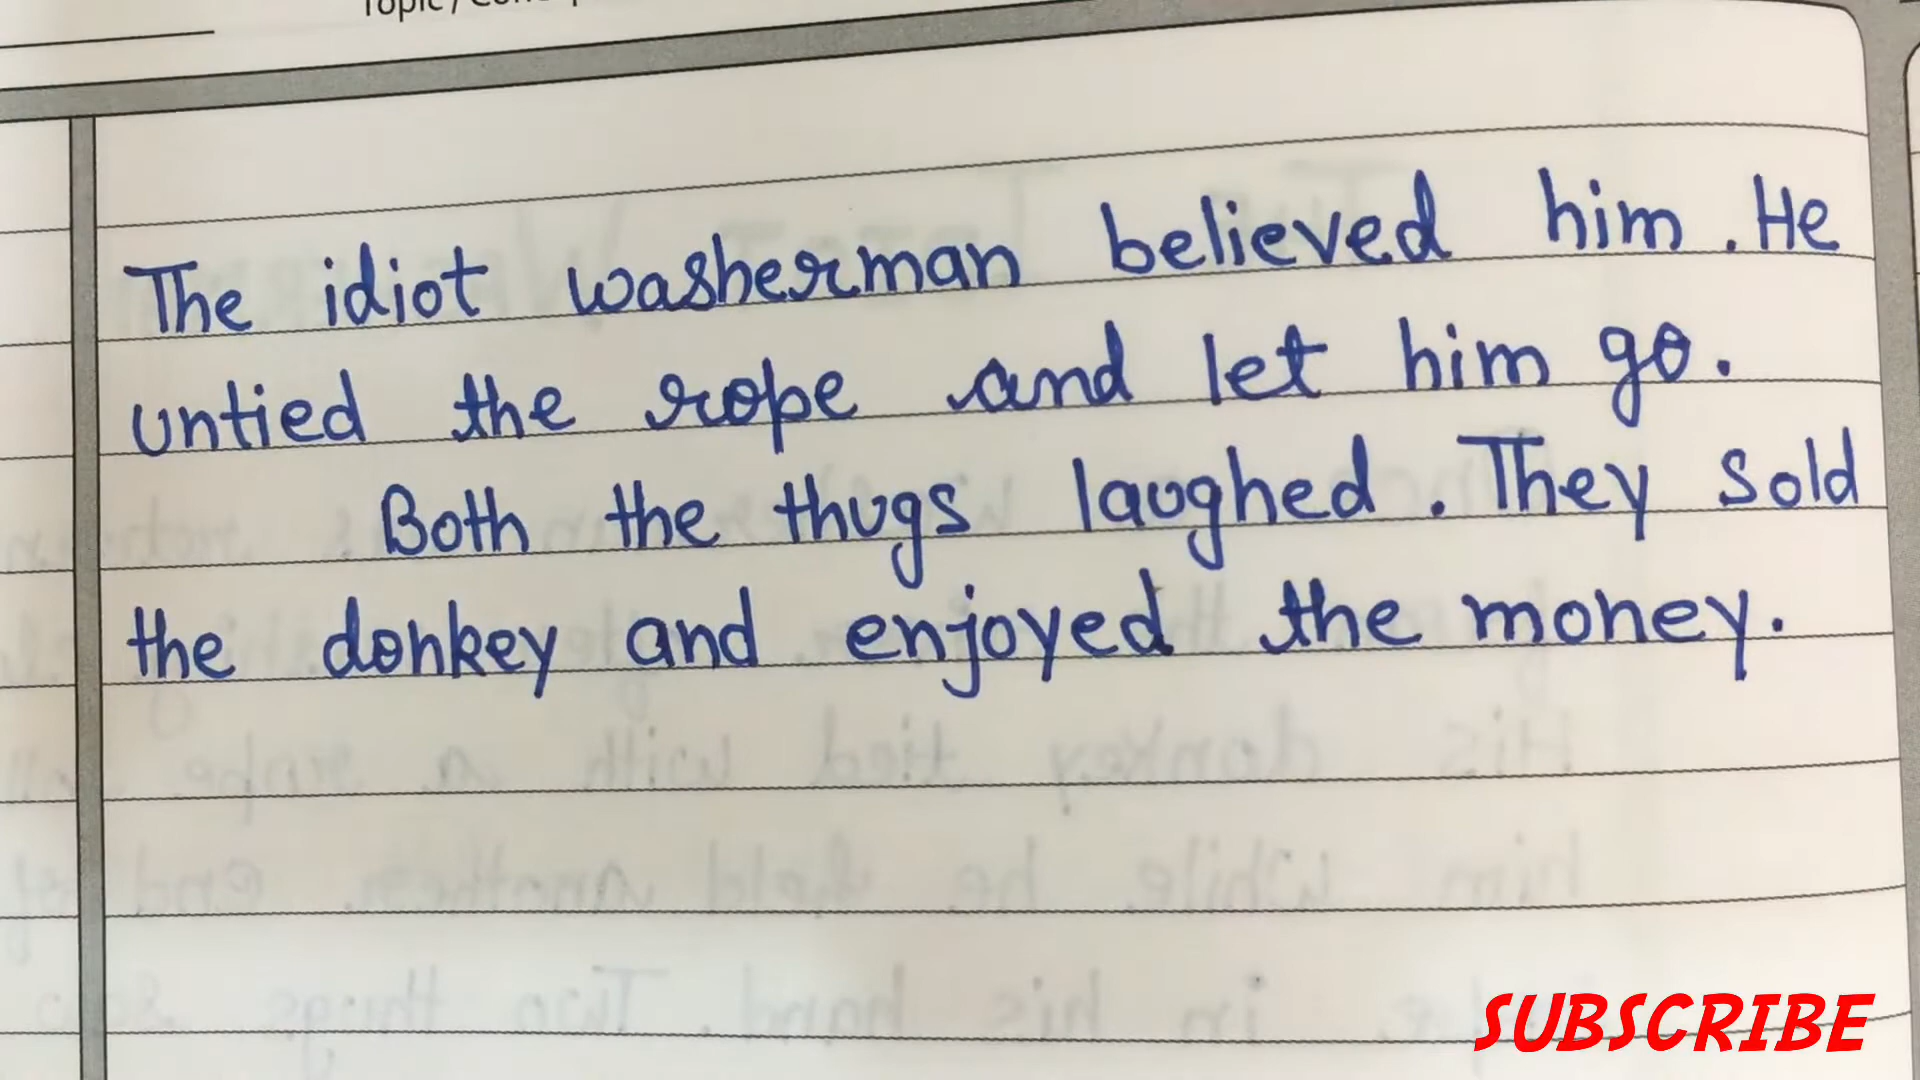 Topic /
The idiot washerman believed him. He
untied the rope and let him go.
Both the thugs laughed. They sold
the donkey and enjoyed the money.
SUBSCRIBE